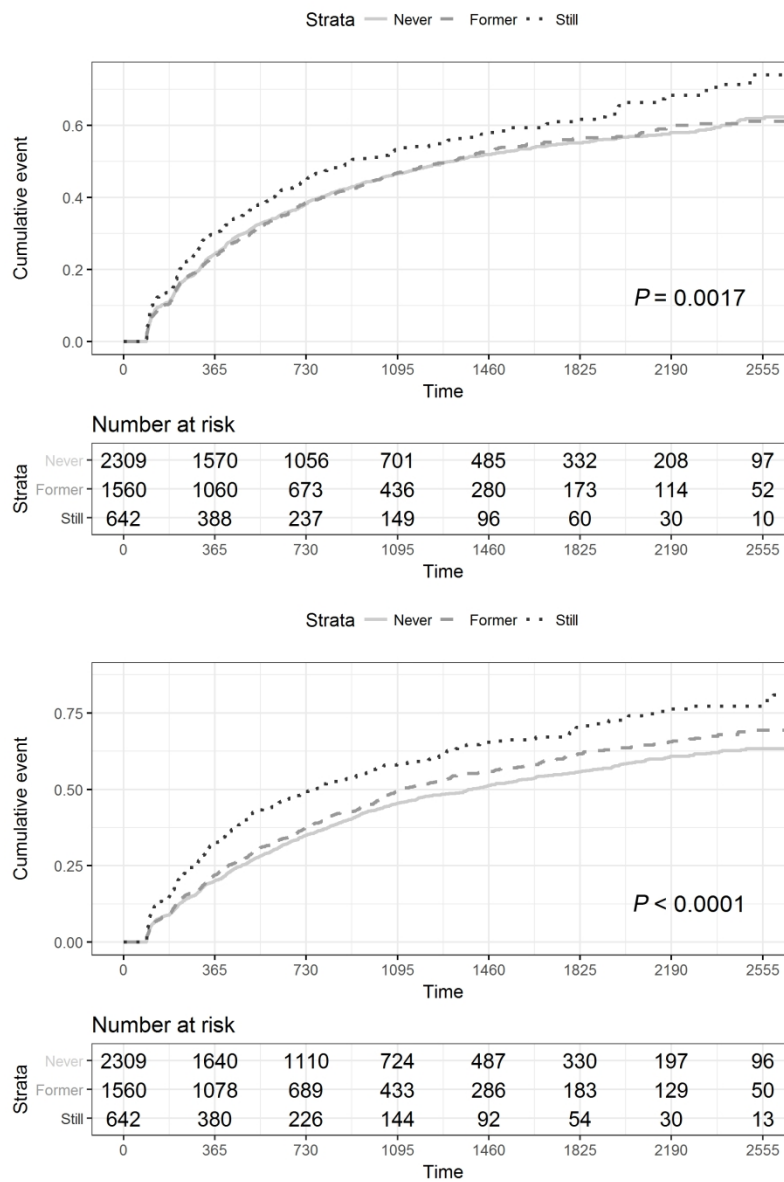 Strata Never Former Still
0.6
0.4
0.2
0.0
Cumulative event
P = 0.0017
0 365 730 1095 1460 1825 2190 2555
Time
Number at risk
Strata
Never 2309 1570 1056 701 485 332 208 97
Former 1560 1060 673 436 280 173 114 52
Still 642 388 237 149 96 60 30 10
0 365 730 1095 1460 1825 2190 2555
Time
Strata Never Former Still
0.75
0.50
0.25
0.00
Cumulative event
P < 0.0001
0 365 730 1095 1460 1825 2190 2555
Time
Number at risk
Strata
Never 2309 1640 1110 724 487 330 197 96
Former 1560 1078 689 433 286 183 129 50
Still 642 380 226 144 92 54 30 13
0 365 730 1095 1460 1825 2190 2555
Time